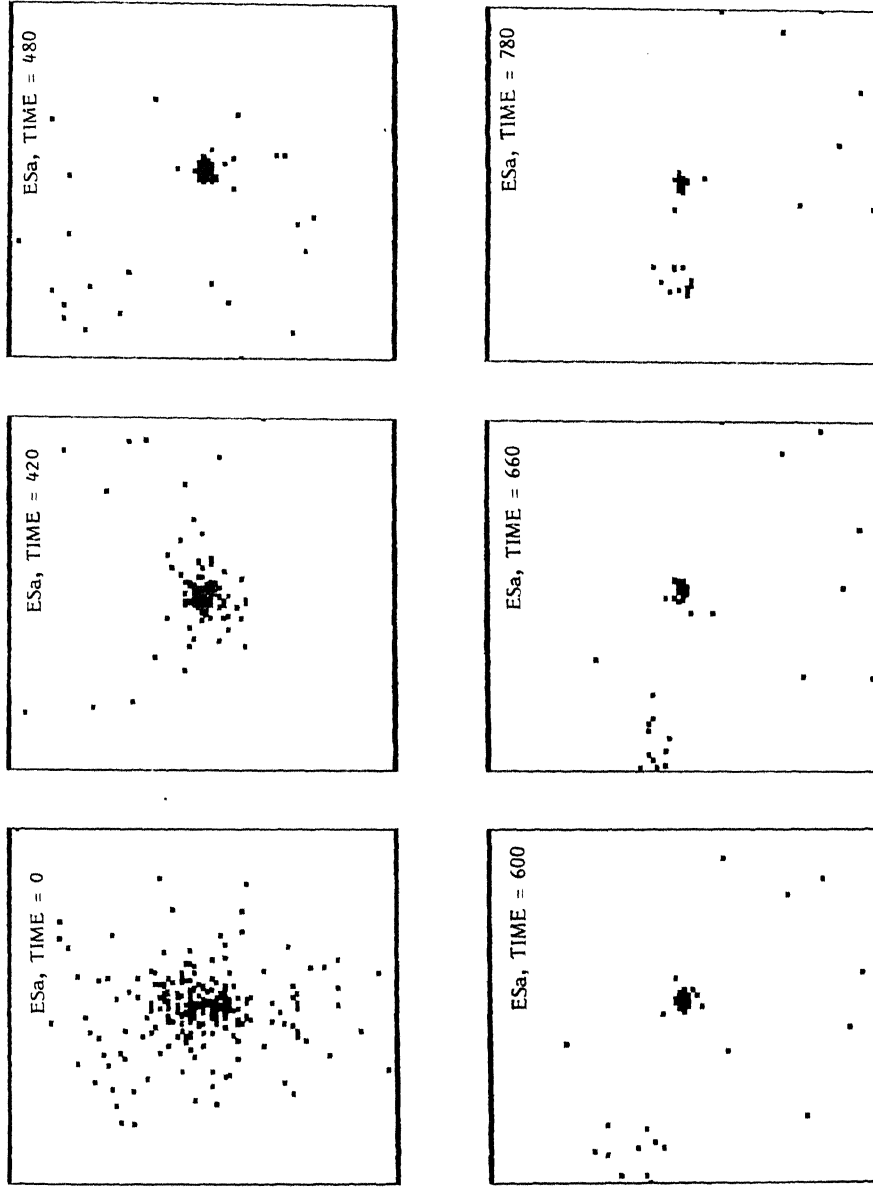 ESa, TIME = 0
ESa, TIME = 420
ESa, TIME = 480
ESa, TIME = 600
ESa, TIME = 660
ESa, TIME = 780